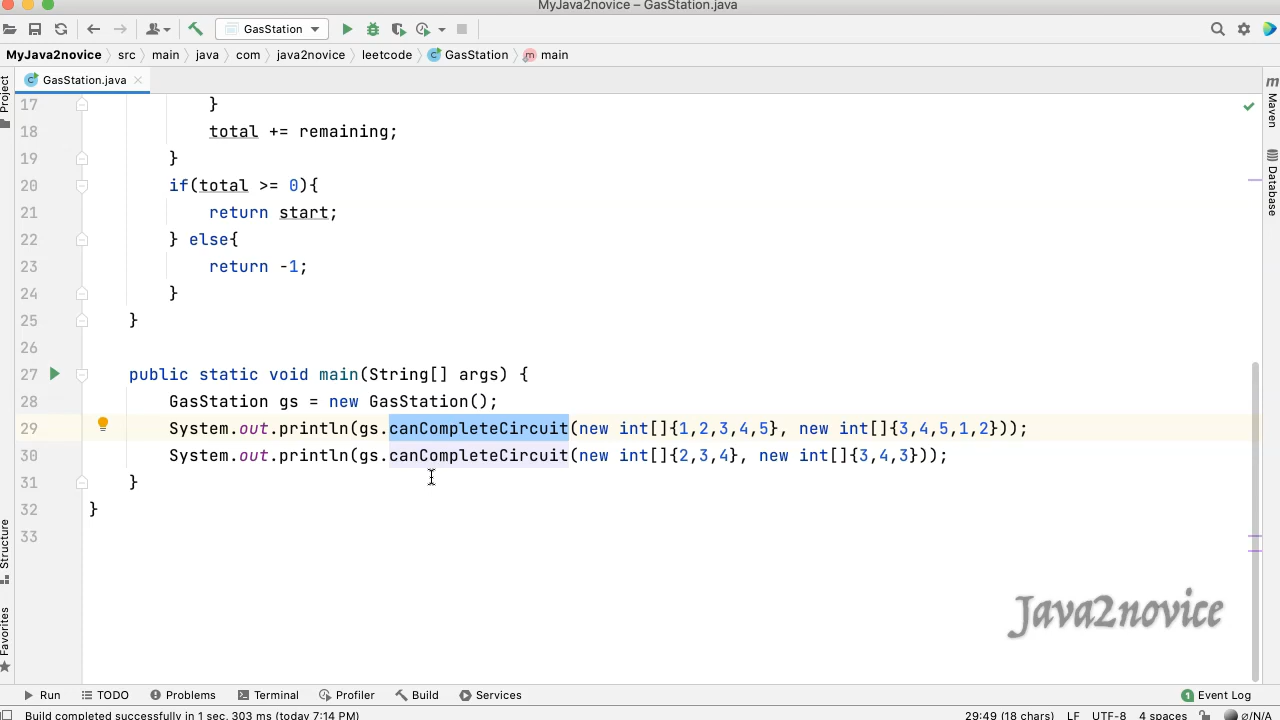 MyJava2novice – GasStation.java
GasStation
MyJava2novice src main java com java2novice leetcode GasStation main
GasStation.java
Project
Maven
Database
Structure
Favorites
17 }
18 total += remaining;
19 }
20 if(total >= 0){
21 return start;
22 } else{
23 return -1;
24 }
25 }
26
27 public static void main(String[] args) {
28 GasStation gs = new GasStation();
29 System.out.println(gs.canCompleteCircuit(new int[]{1,2,3,4,5}, new int[]{3,4,5,1,2}));
30 System.out.println(gs.canCompleteCircuit(new int[]{2,3,4}, new int[]{3,4,3}));
31 }
32 }
33
Java2novice
Run TODO Problems Terminal Profiler Build Services 1 Event Log
Build completed successfully in 1 sec, 303 ms (today 7:14 PM) 29:49 (18 chars) LF UTF-8 4 spaces ∅/N/A